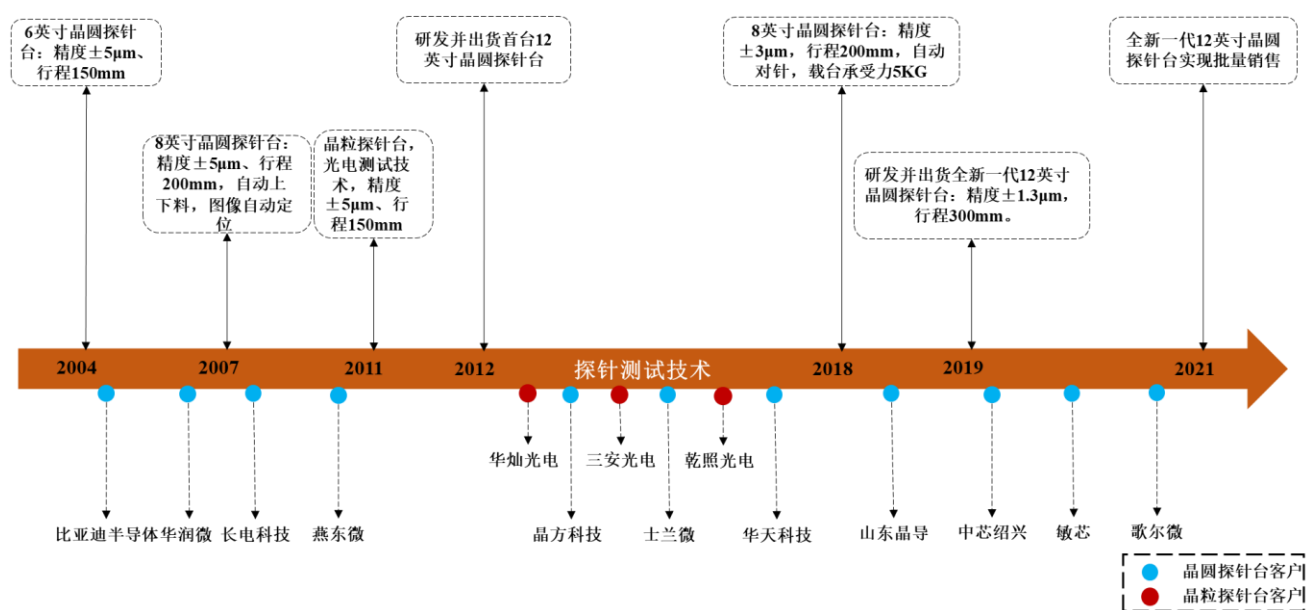 6英寸晶圆探针
台：精度±5μm、
行程150mm
8英寸晶圆探针台：
精度±5μm、行程
200mm，自动上
下料，图像自动定
位
晶粒探针台，
光电测试技
术，精度
±5μm、行
程150mm
研发并出货首台12
英寸晶圆探针台
8英寸晶圆探针台：精度
±3μm，行程200mm，自动
对针，载台承受力5KG
研发并出货全新一代12英寸
晶圆探针台：精度±1.3μm，
行程300mm。
全新一代12英寸晶圆
探针台实现批量销售
2004
2007
2011
2012
探针测试技术
2018
2019
2021
华灿光电
三安光电
乾照光电
比亚迪半导体
华润微
长电科技
燕东微
晶方科技
士兰微
华天科技
山东晶导
中芯绍兴
敏芯
歌尔微
晶圆探针台客户
晶粒探针台客户